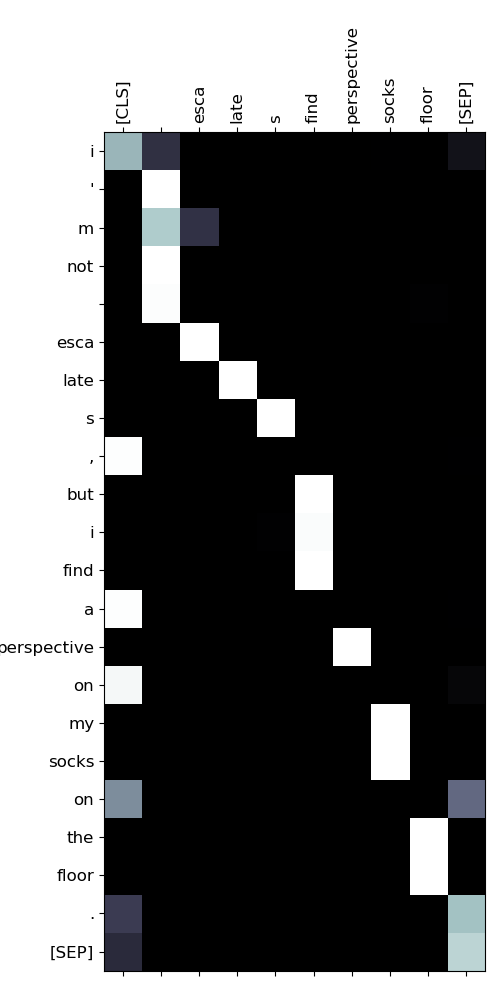 [CLS]
esca
late
s
find
perspective
socks
floor
[SEP]
i
'
m
not
esca
late
s
,
but
i
find
a
perspective
on
my
socks
on
the
floor
.
[SEP]